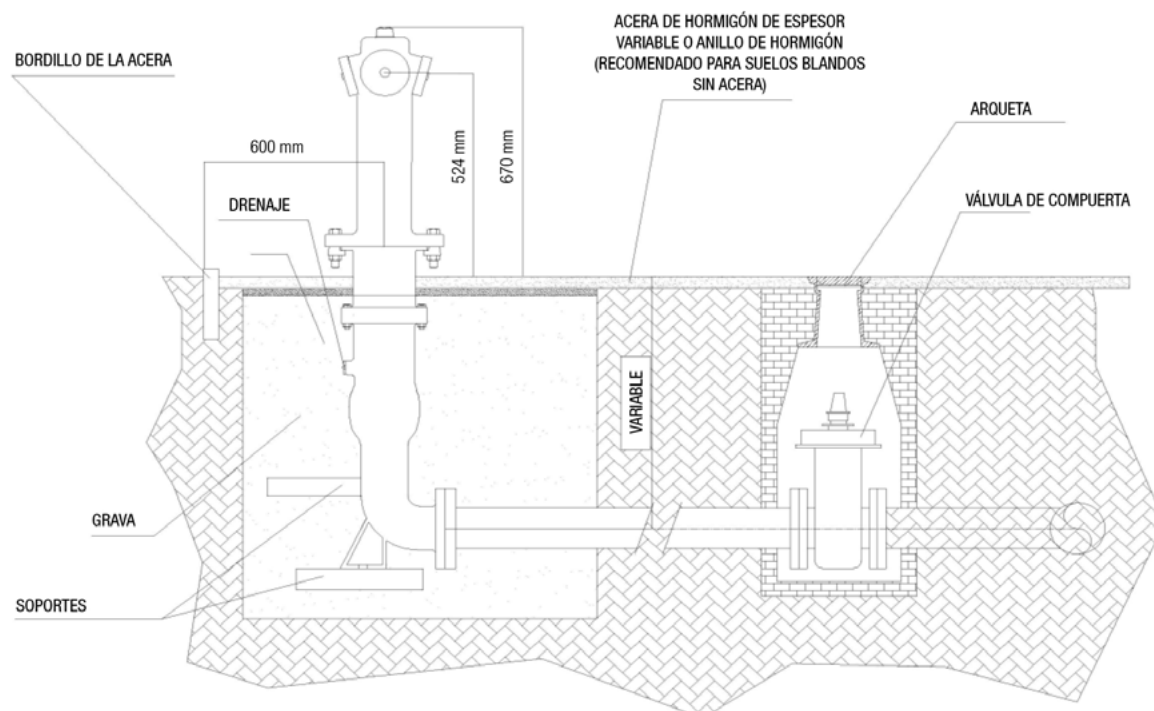 ACERA DE HORMIGÓN DE ESPESOR
VARIABLE O ANILLO DE HORMIGÓN
(RECOMENDADO PARA SUELOS BLANDOS
SIN ACERA)
BORDILLO DE LA ACERA
ARQUETA
600 mm
524 mm
670 mm
DRENAJE
VÁLVULA DE COMPUERTA
VARIABLE
GRAVA
SOPORTES